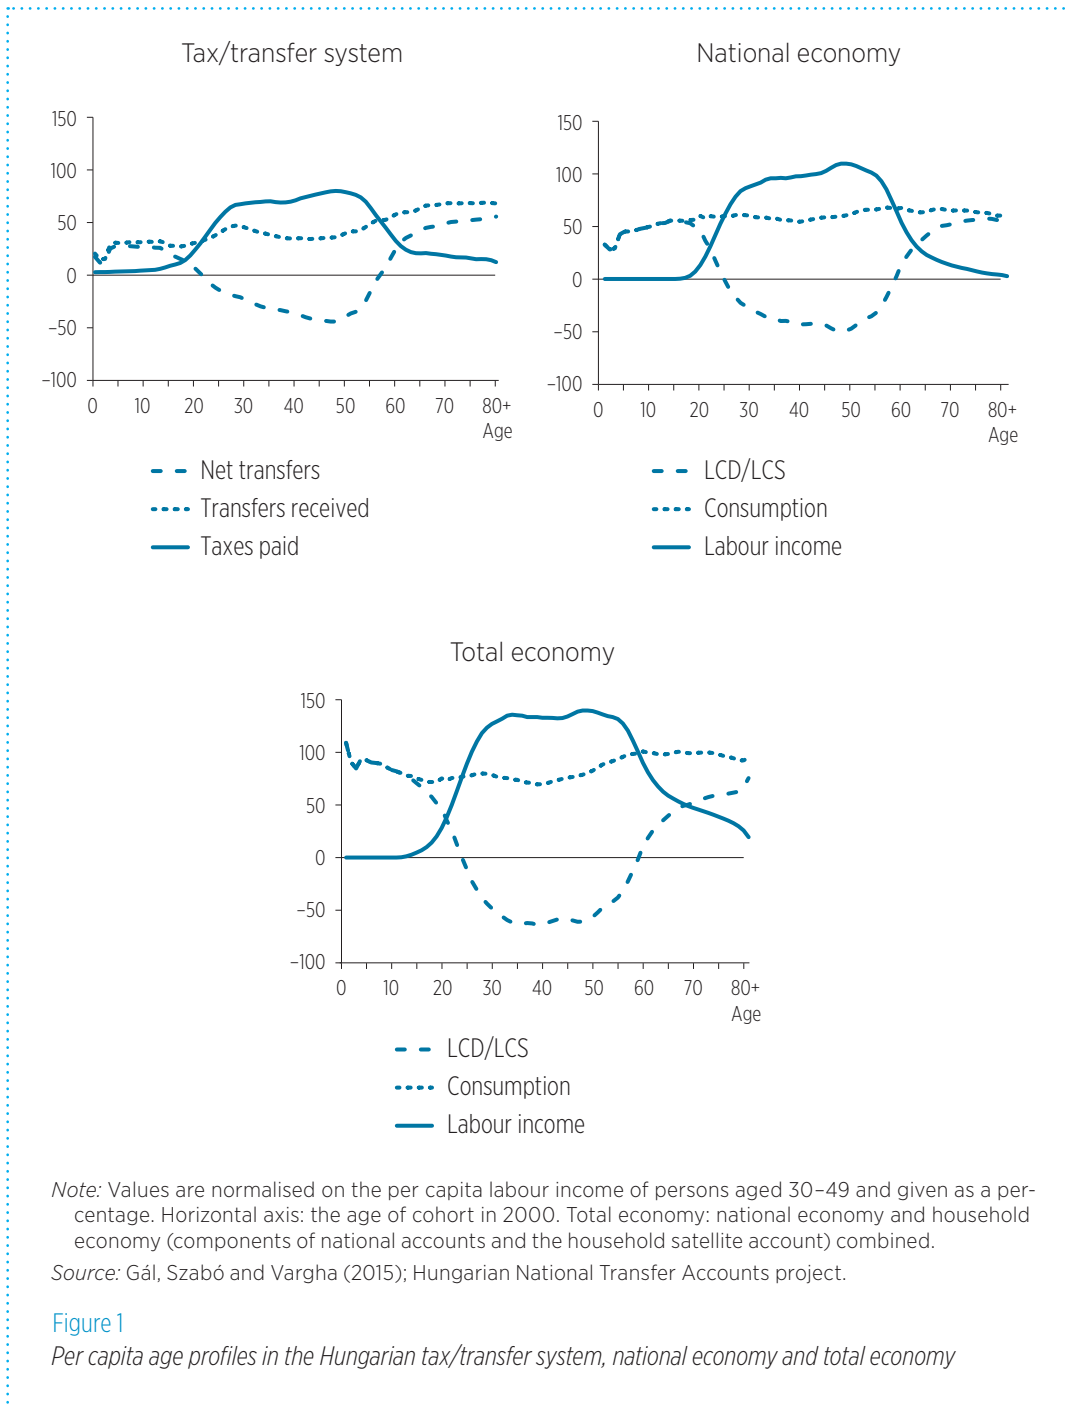 Tax/transfer system
150
100
50
0
–50
–100
0 10 20 30 40 50 60 70 80+
Age
Net transfers
Transfers received
Taxes paid
National economy
150
100
50
0
–50
–100
0 10 20 30 40 50 60 70 80+
Age
LCD/LCS
Consumption
Labour income
Total economy
150
100
50
0
–50
–100
0 10 20 30 40 50 60 70 80+
Age
LCD/LCS
Consumption
Labour income
Note: Values are normalised on the per capita labour income of persons aged 30–49 and given as a per-
centage. Horizontal axis: the age of cohort in 2000. Total economy: national economy and household
economy (components of national accounts and the household satellite account) combined.
Source: Gál, Szabó and Vargha (2015); Hungarian National Transfer Accounts project.
Figure 1
Per capita age profiles in the Hungarian tax/transfer system, national economy and total economy